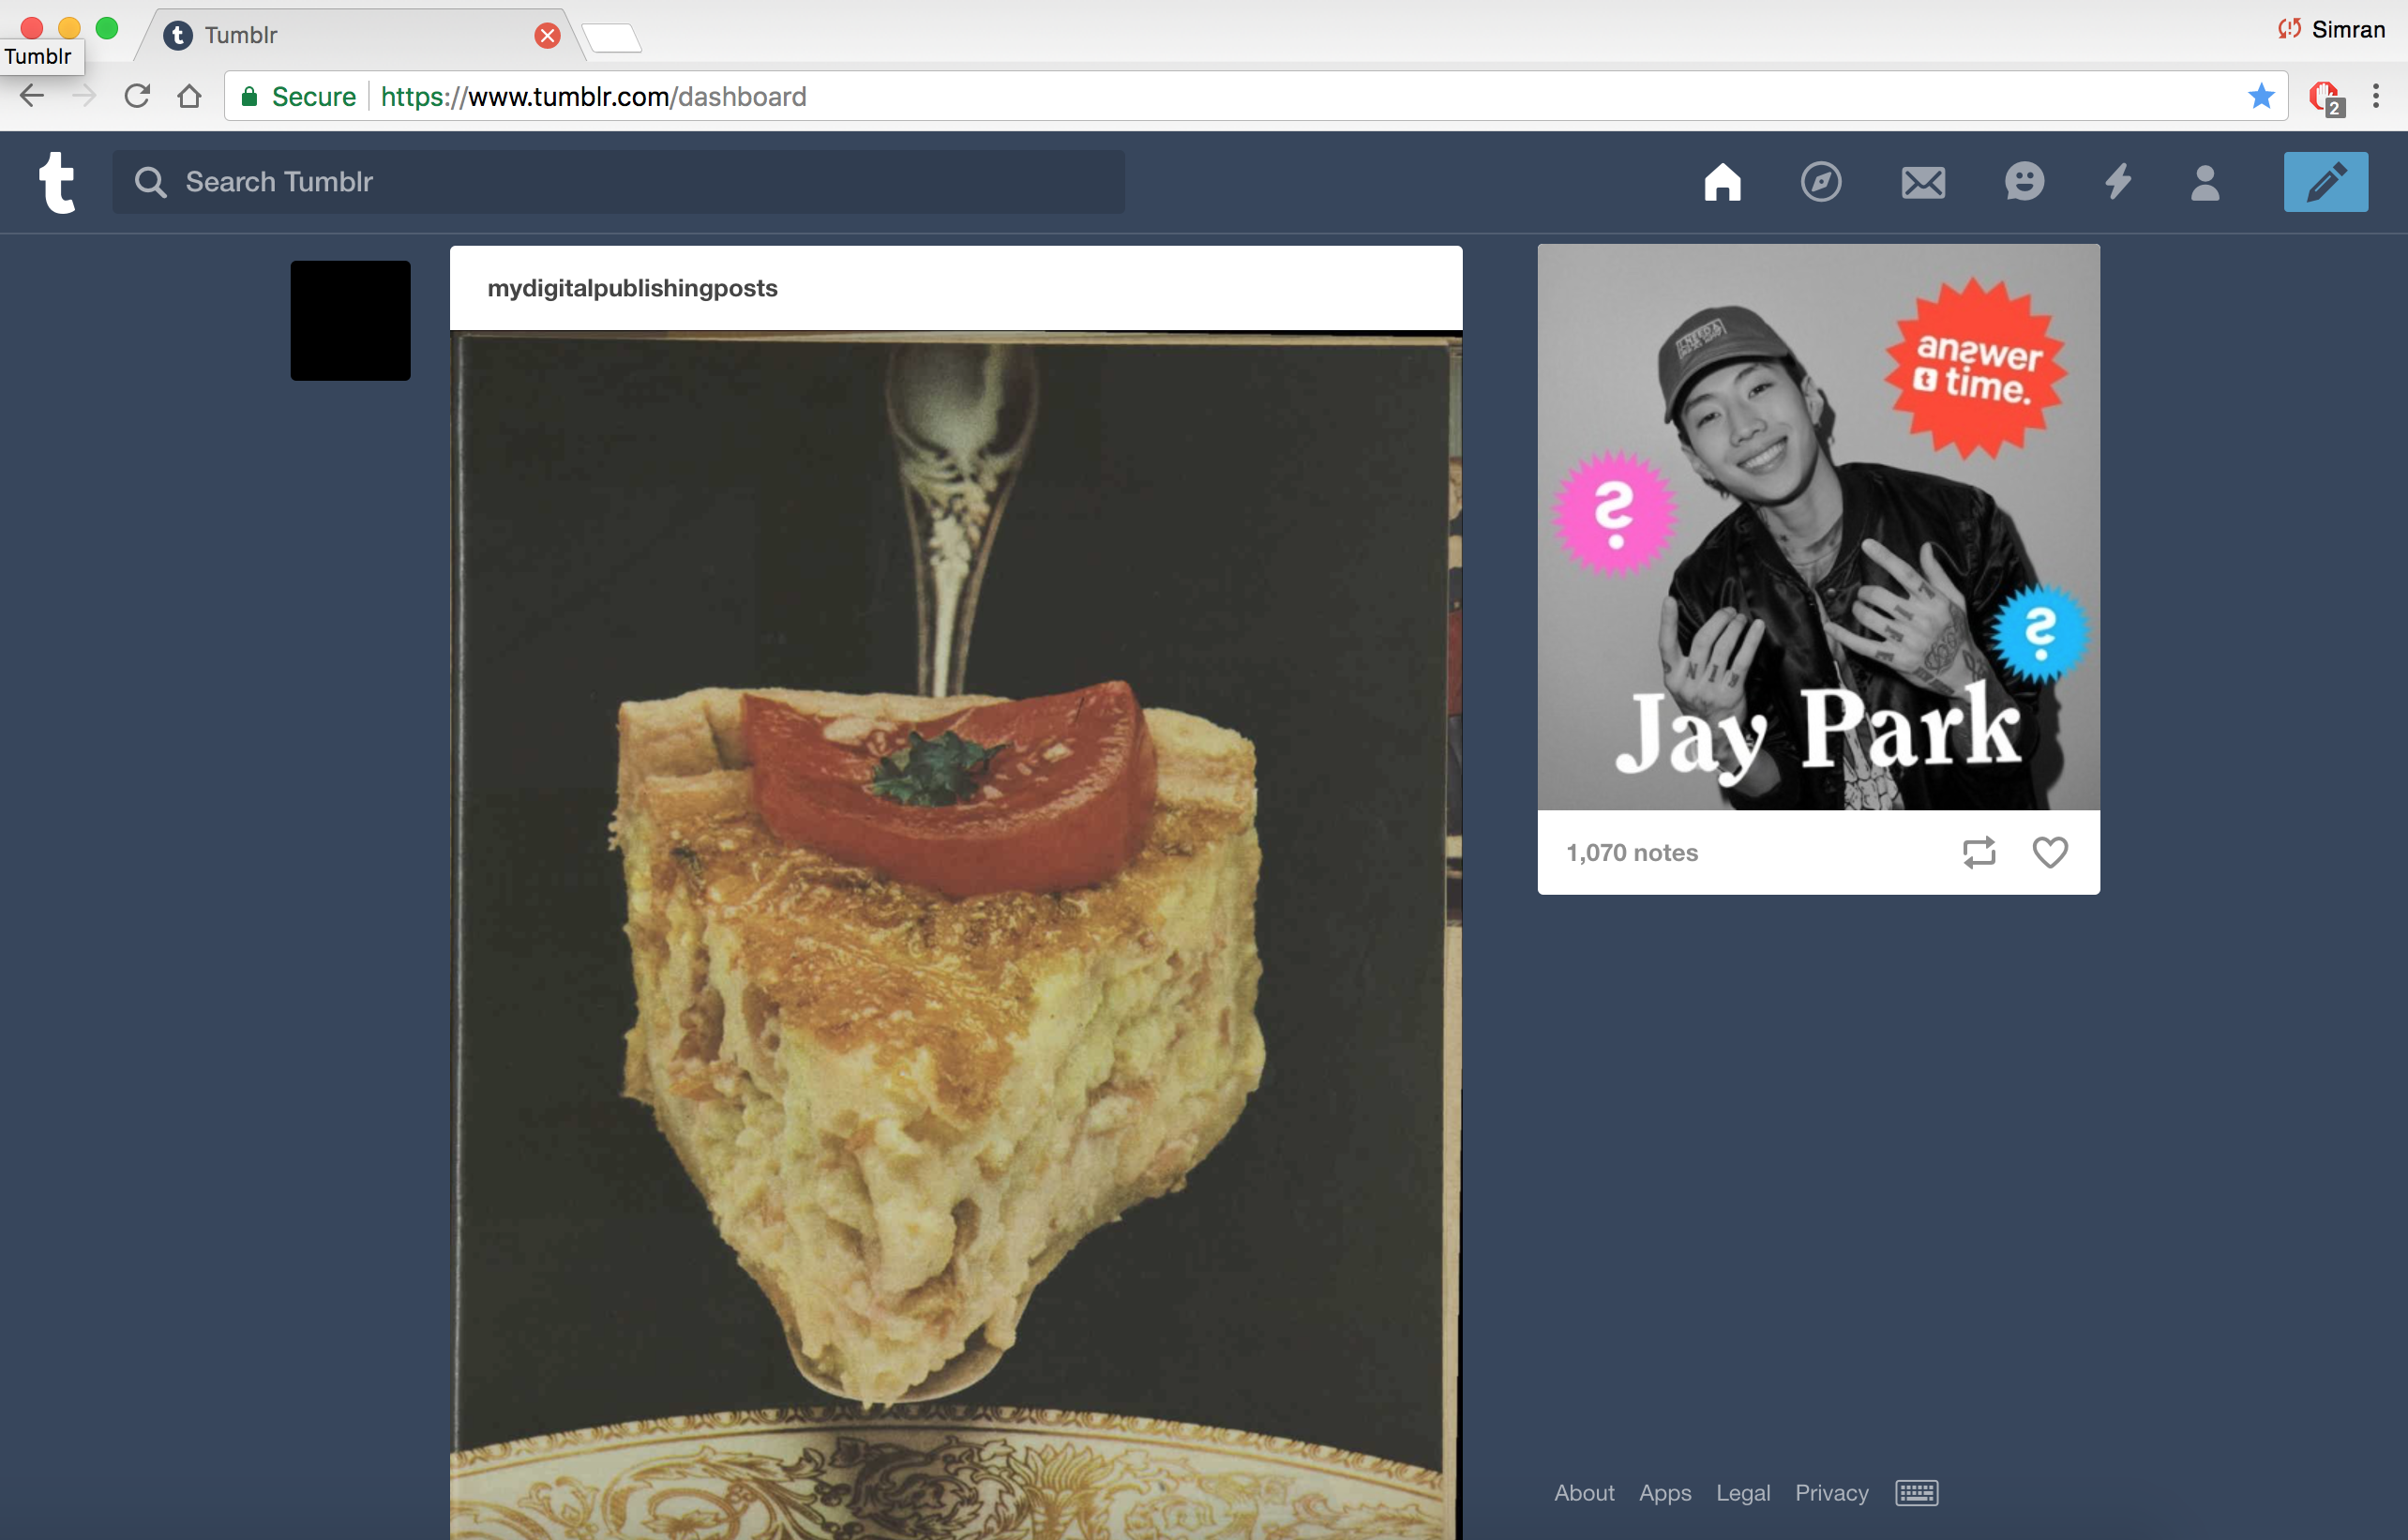 Tumblr
Simran
Tumblr
Secure
https://www.tumblr.com/dashboard
2
t
Search Tumblr
mydigitalpublishingposts
answer
t time.
?
?
Jay Park
1,070 notes
About Apps Legal Privacy